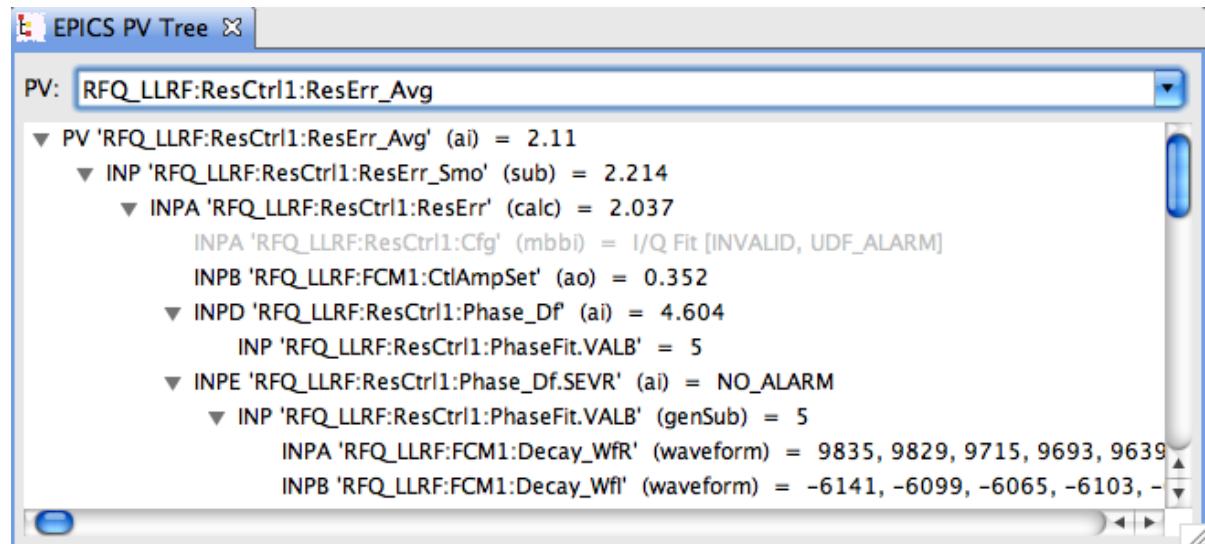 EPICS PV Tree
PV: RFQ_LLRF:ResCtrl1:ResErr_Avg
PV 'RFQ_LLRF:ResCtrl1:ResErr_Avg' (ai) = 2.11
INP 'RFQ_LLRF:ResCtrl1:ResErr_Smo' (sub) = 2.214
INPA 'RFQ_LLRF:ResCtrl1:ResErr' (calc) = 2.037
INPA 'RFQ_LLRF:ResCtrl1:Cfg' (mbbi) = I/Q Fit [INVALID, UDF_ALARM]
INPB 'RFQ_LLRF:FCM1:CtlAmpSet' (ao) = 0.352
INPD 'RFQ_LLRF:ResCtrl1:Phase_Df' (ai) = 4.604
INP 'RFQ_LLRF:ResCtrl1:PhaseFit.VALB' = 5
INPE 'RFQ_LLRF:ResCtrl1:Phase_Df.SEVR' (ai) = NO_ALARM
INP 'RFQ_LLRF:ResCtrl1:PhaseFit.VALB' (genSub) = 5
INPA 'RFQ_LLRF:FCM1:Decay_WfR' (waveform) = 9835, 9829, 9715, 9693, 9639
INPB 'RFQ_LLRF:FCM1:Decay_WfI' (waveform) = -6141, -6099, -6065, -6103, -